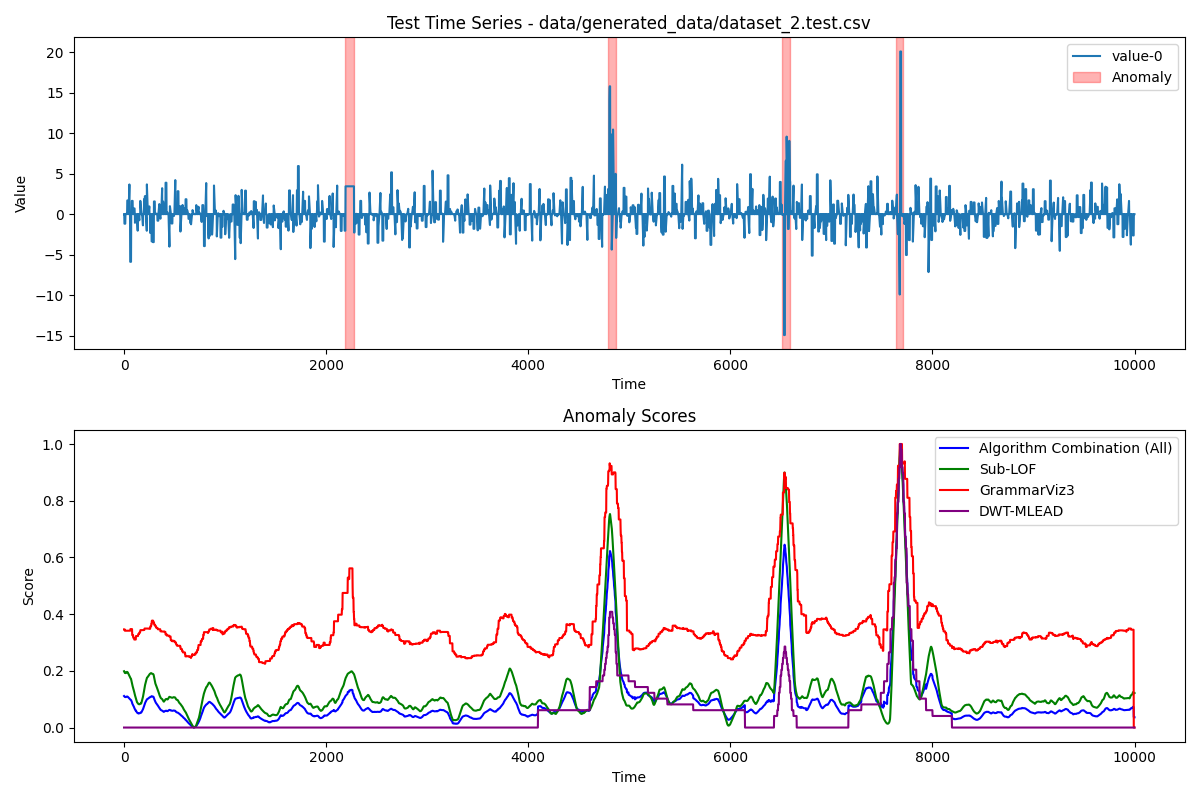 Test Time Series - data/generated_data/dataset_2.test.csv
20
15
10
5
0
−5
−10
−15
Value
value-0
Anomaly
0
2000
4000
6000
8000
10000
Time
Anomaly Scores
1.0
0.8
0.6
0.4
0.2
0.0
Score
Algorithm Combination (All)
Sub-LOF
GrammarViz3
DWT-MLEAD
0
2000
4000
6000
8000
10000
Time